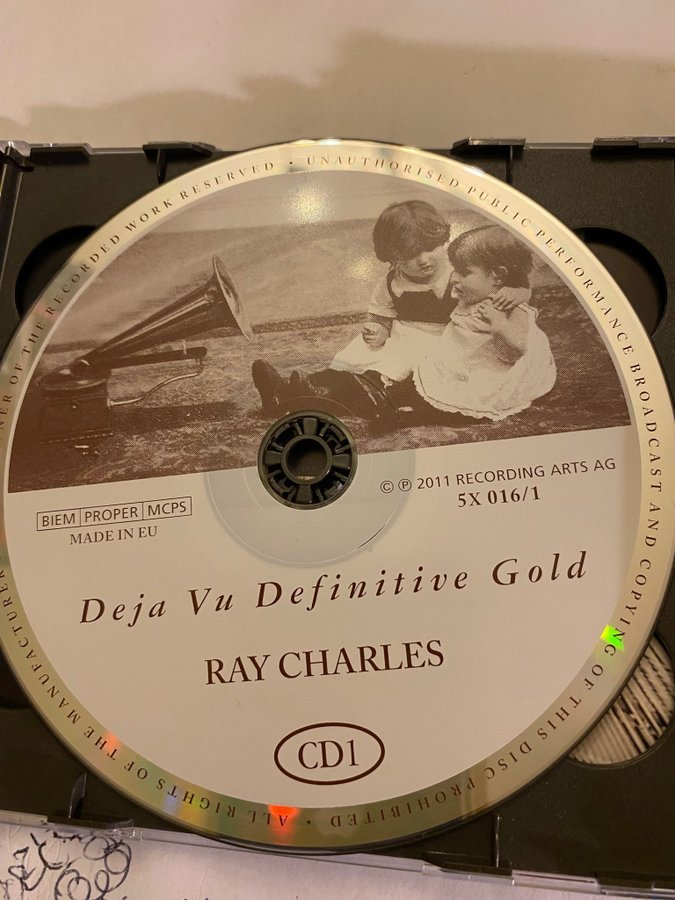 ALL RIGHTS OF THE MANUFACTURER
NER OF THE RECORDED WORK RESERVED • UNAUTHORISED PUBLIC PERFORMANCE BROADCAST AND COPYING OF THIS DISC PROHIBITED •
BIEM PROPER MCPS
MADE IN EU
© ℗ 2011 RECORDING ARTS AG
5X 016/1
Deja Vu Definitive Gold
RAY CHARLES
CD1